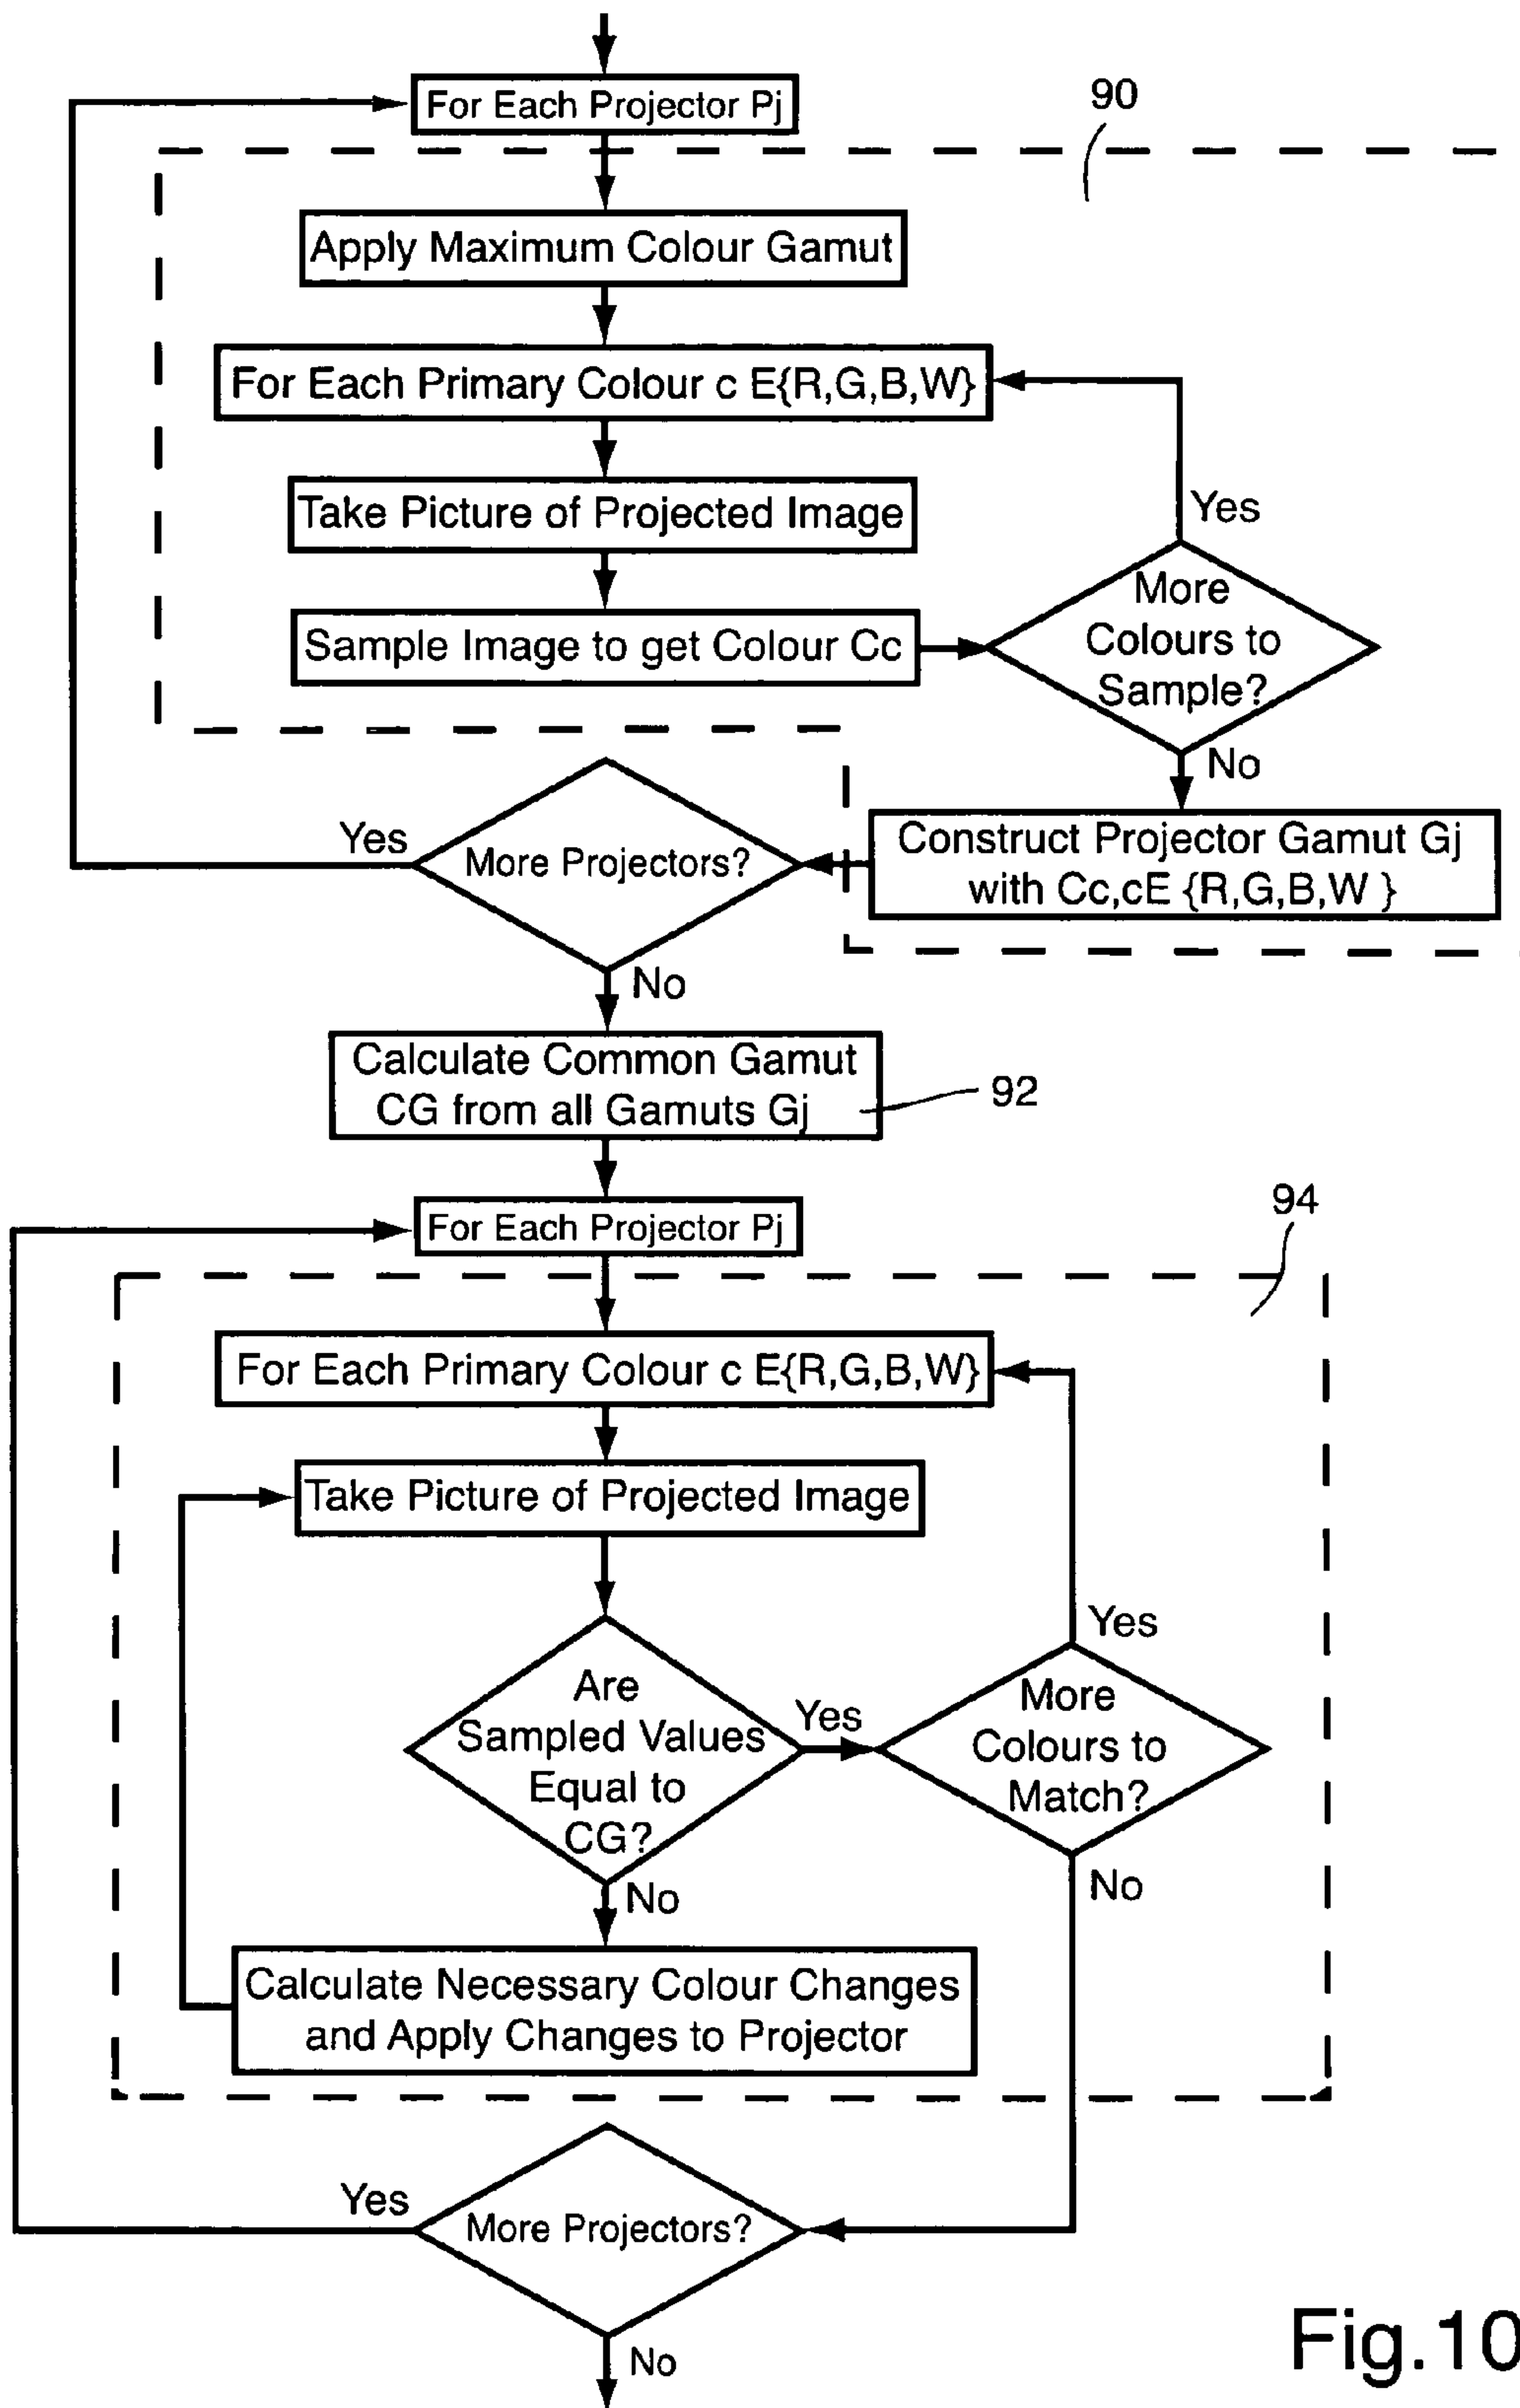 For Each Projector Pj
90
Apply Maximum Colour Gamut
For Each Primary Colour c E{R,G,B,W}
Take Picture of Projected Image
Yes
Sample Image to get Colour Cc
More
Colours to
Sample?
No
Construct Projector Gamut Gj
with Cc,cE {R,G,B,W }
Yes
More Projectors?
No
Calculate Common Gamut
CG from all Gamuts Gj
92
For Each Projector Pj
94
For Each Primary Colour c E{R,G,B,W}
Take Picture of Projected Image
Yes
Are
Sampled Values
Equal to
CG?
Yes
More
Colours to
Match?
No
No
Calculate Necessary Colour Changes
and Apply Changes to Projector
Yes
More Projectors?
No
Fig.10